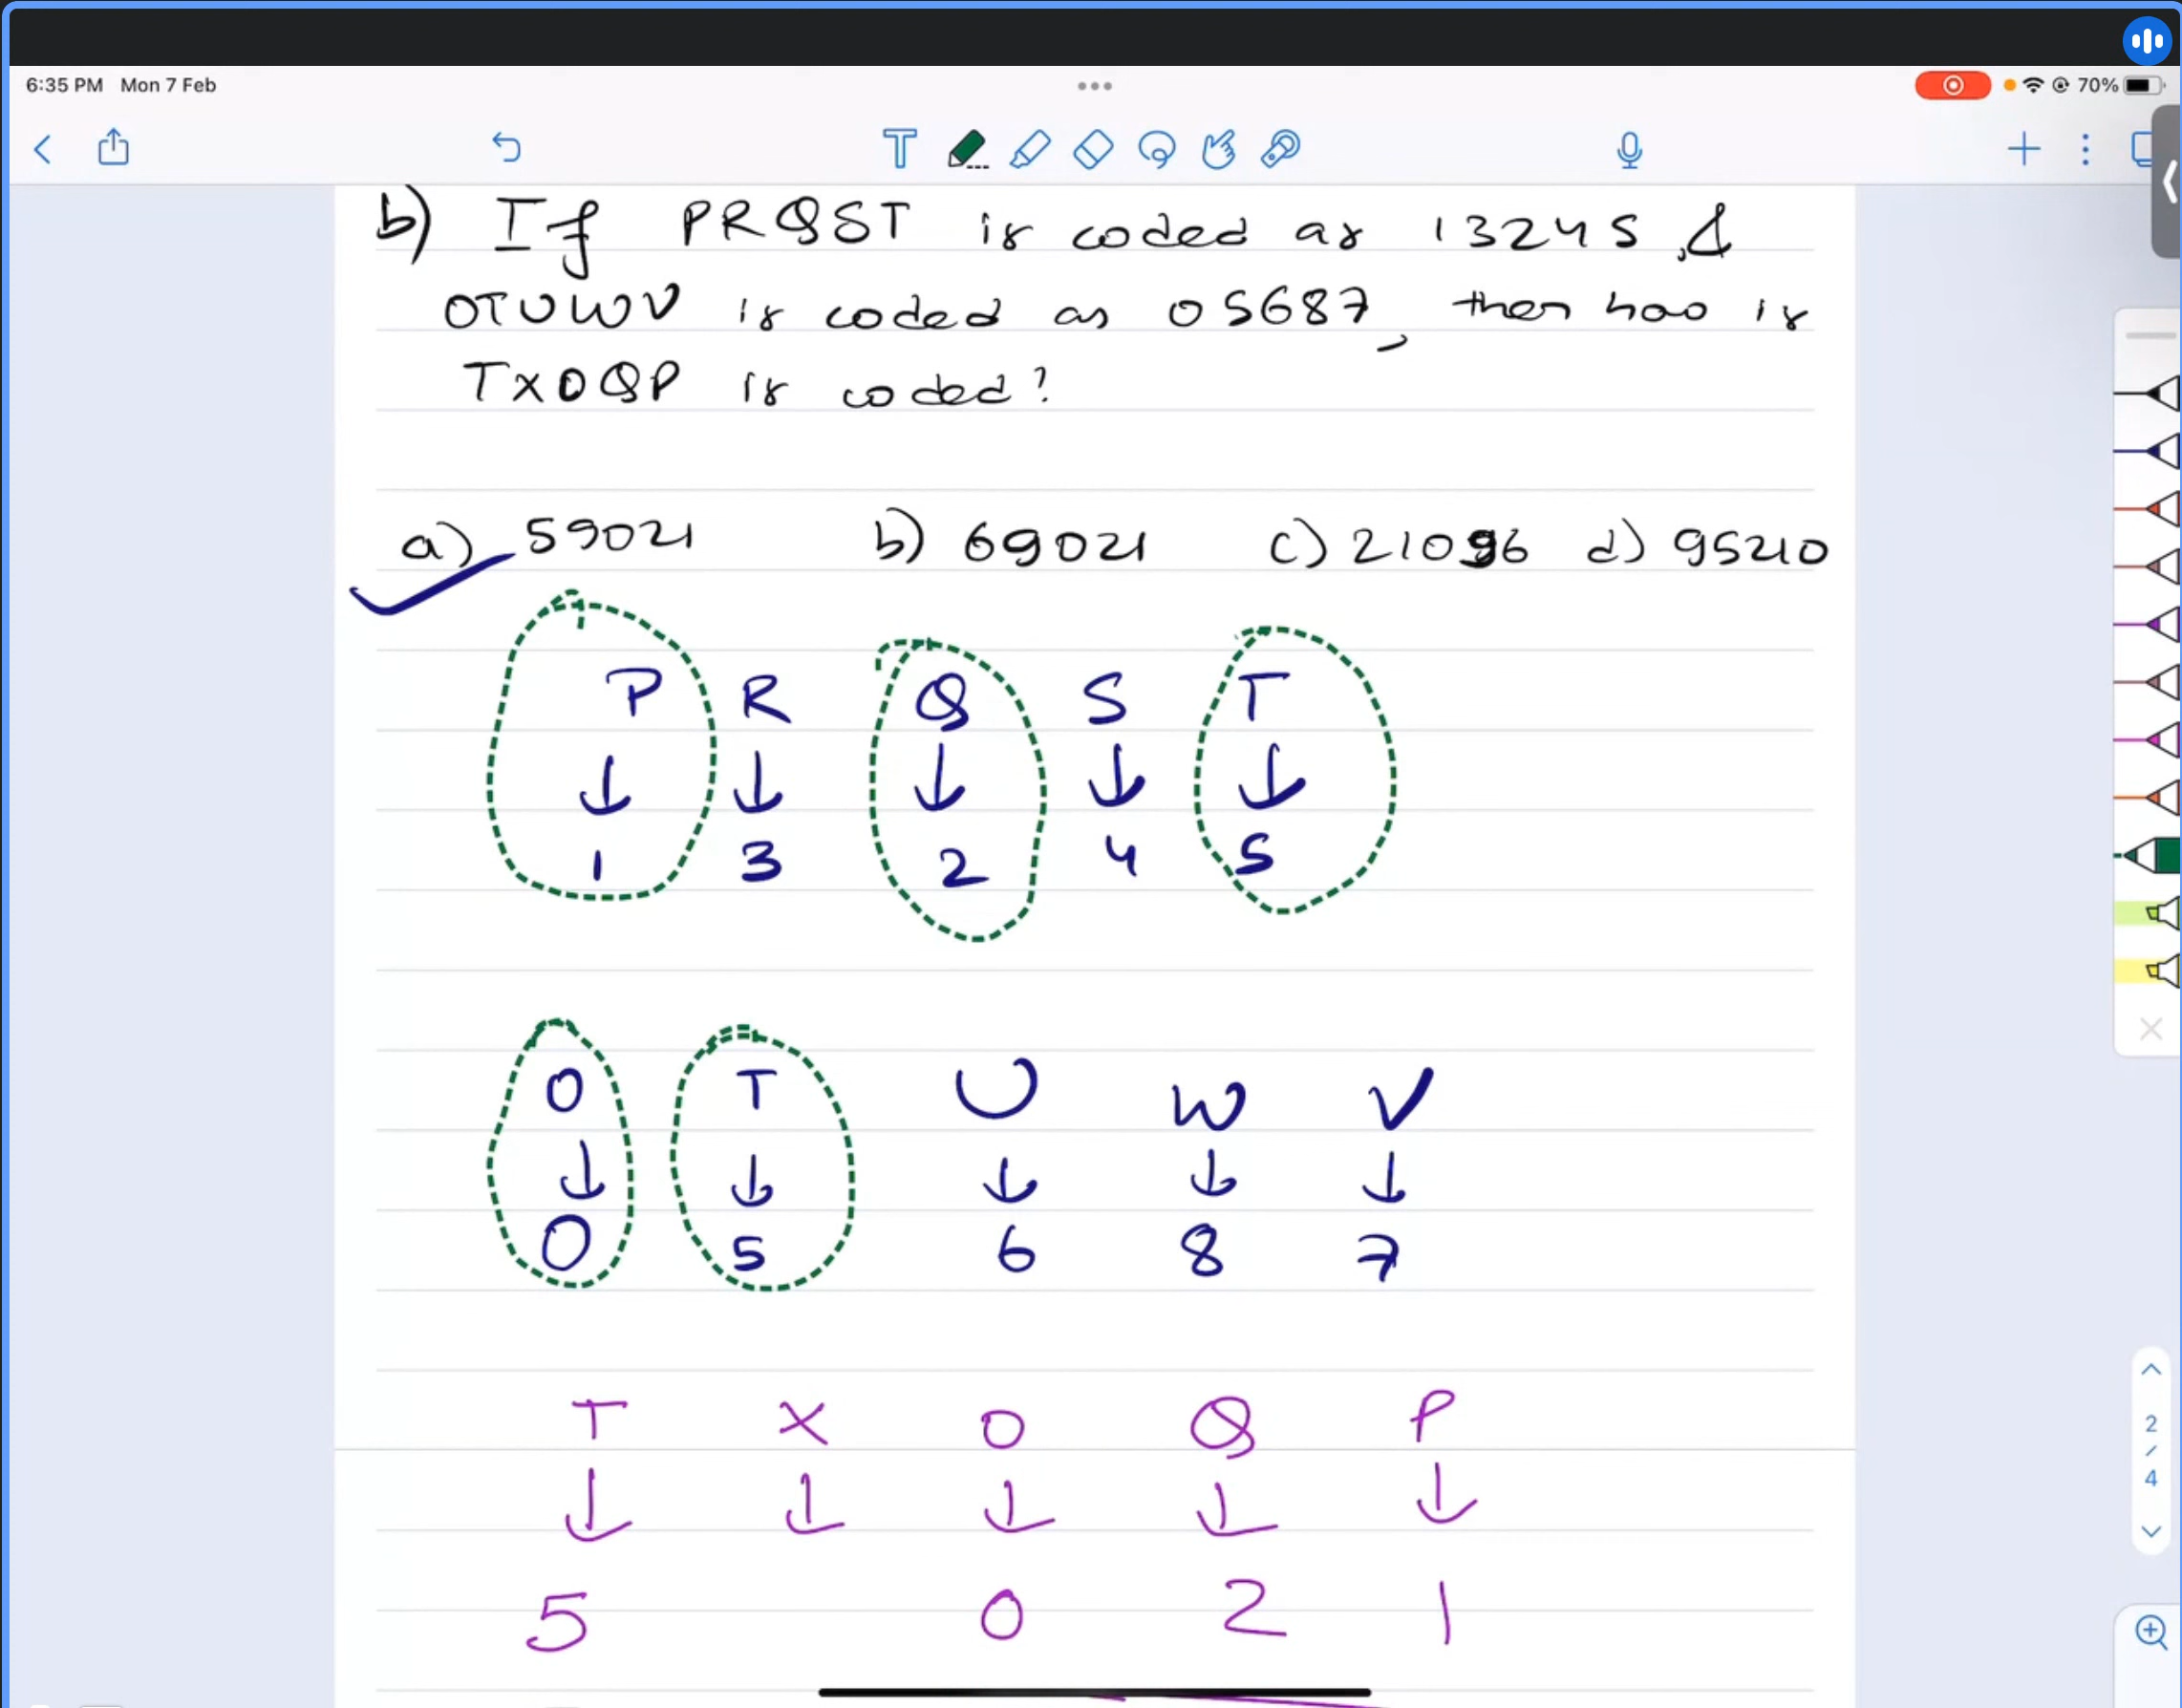 6:35 PM Mon 7 Feb
70%
b) If PRQST is coded as 13245, &
OTUWV is coded as 05687, then how is
TXOQP is coded?
a) 59021 b) 69021 c) 21096 d) 95210
P R Q S T
1 3 2 4 5
O T U W V
0 5 6 8 7
T X O Q P
5 0 2 1
2
/
4